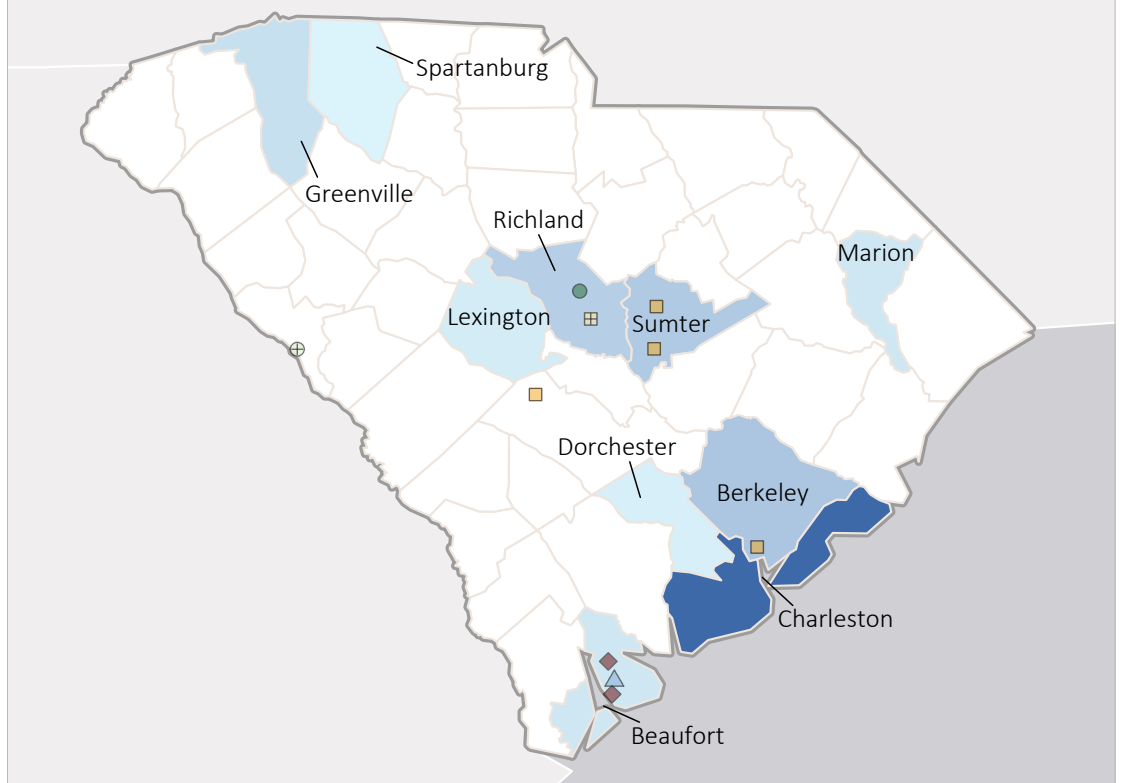 Spartanburg
Greenville
Richland
Marion
Lexington
Sumter
Dorchester
Berkeley
Charleston
Beaufort